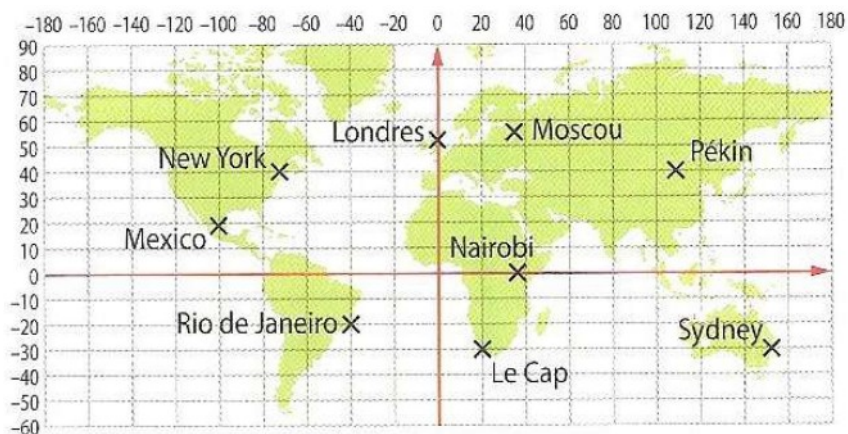 -180 -160 -140 -120 -100 -80 -60 -40 -20 0 20 40 60 80 100 120 140 160 180
90
80
70
60
Londres
Moscou
50
New York
Pékin
40
30
20
Mexico
10
Nairobi
0
-10
-20
Rio de Janeiro
Sydney
-30
Le Cap
-40
-50
-60